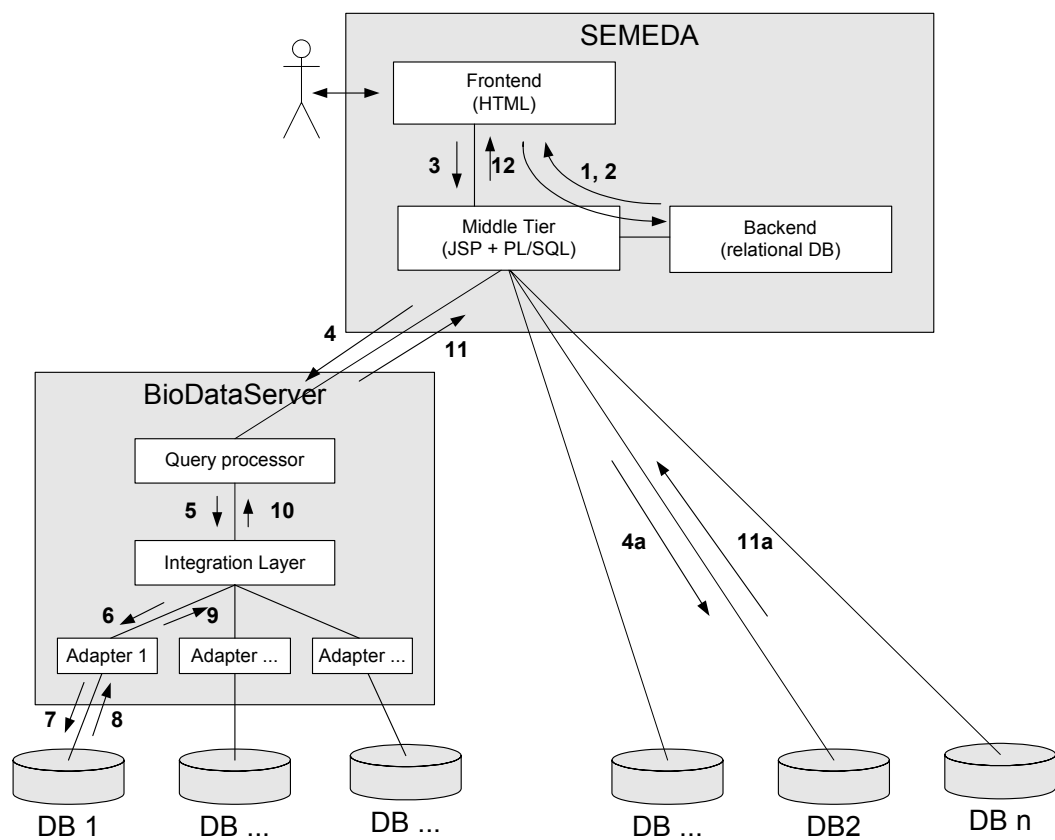 SEMEDA
Frontend
(HTML)
3
12
1, 2
Middle Tier
(JSP + PL/SQL)
Backend
(relational DB)
4
11
BioDataServer
Query processor
5
10
Integration Layer
4a
11a
6
9
Adapter 1
Adapter ...
Adapter ...
7
8
DB 1
DB ...
DB ...
DB ...
DB2
DB n